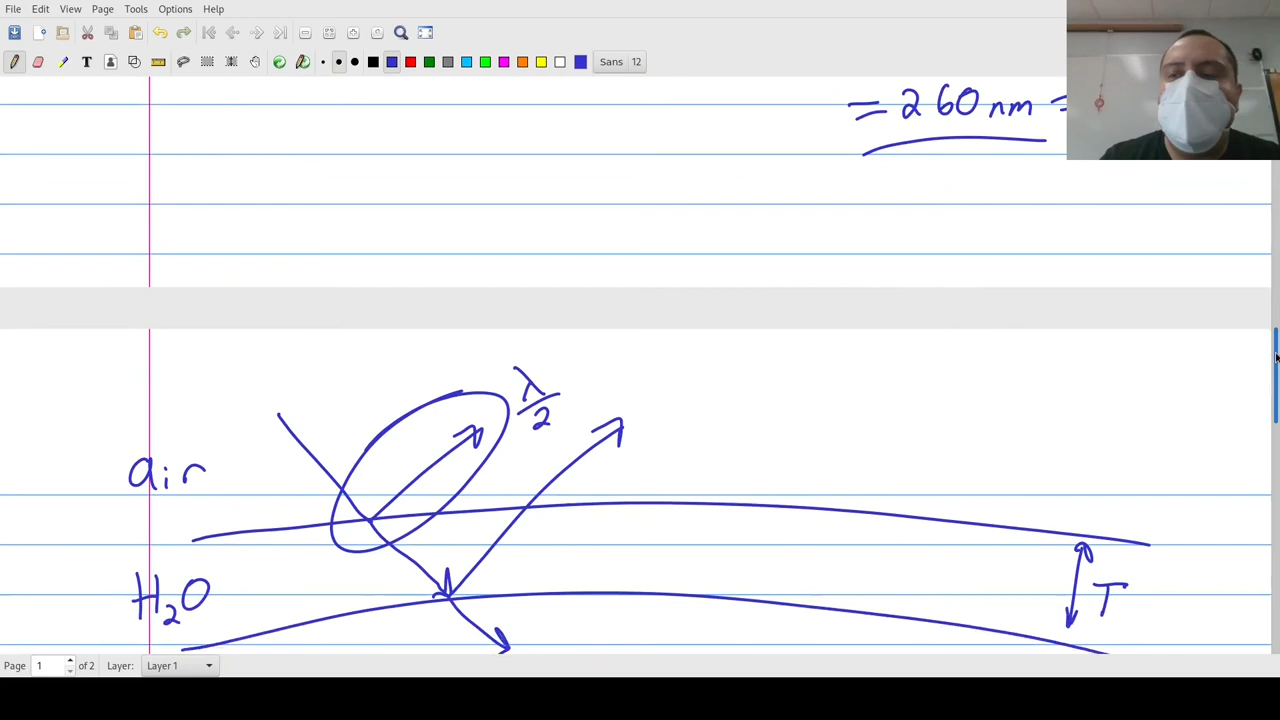 File Edit View Page Tools Options Help
Sans 12
= 260 nm =
λ/2
air
H₂O
T
Page 1 of 2 Layer: Layer 1